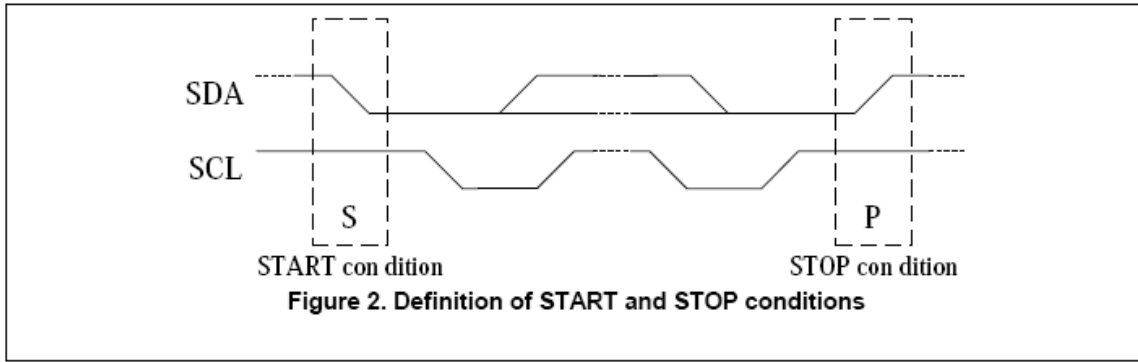 SDA
SCL
S
P
START con dition
STOP con dition
Figure 2. Definition of START and STOP conditions